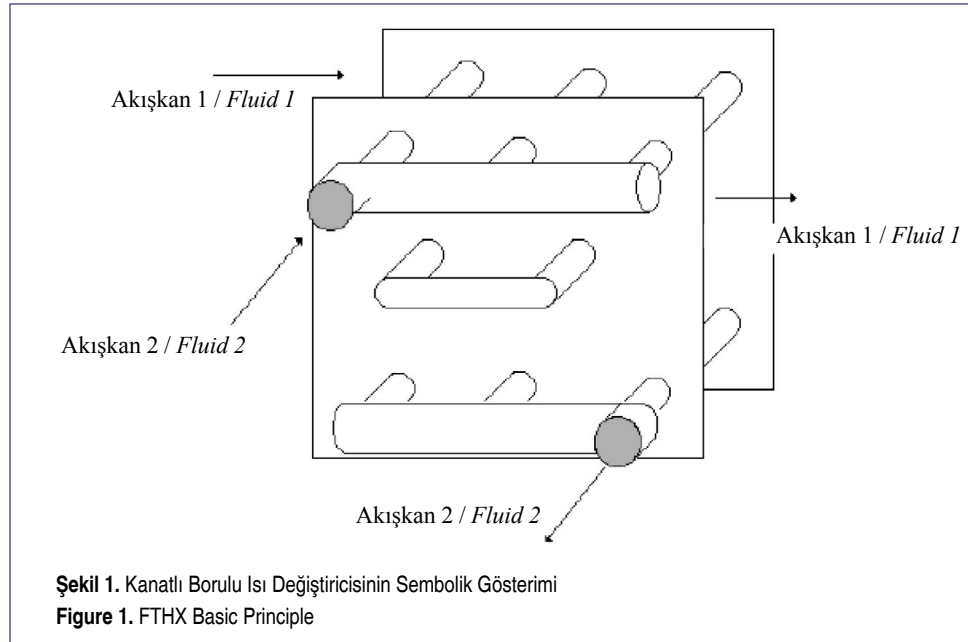 Akışkan 1 / Fluid 1
Akışkan 1 / Fluid 1
Akışkan 2 / Fluid 2
Akışkan 2 / Fluid 2
Şekil 1. Kanatlı Borulu Isı Değiştiricisinin Sembolik Gösterimi
Figure 1. FTHX Basic Principle